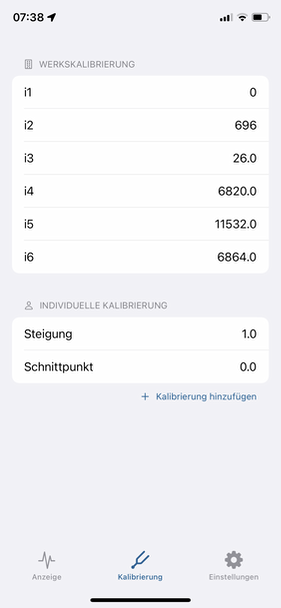 07:38
WERKSKALIBRIERUNG
i1 0
i2 696
i3 26.0
i4 6820.0
i5 11532.0
i6 6864.0
INDIVIDUELLE KALIBRIERUNG
Steigung 1.0
Schnittpunkt 0.0
+ Kalibrierung hinzufügen
Anzeige Kalibrierung Einstellungen